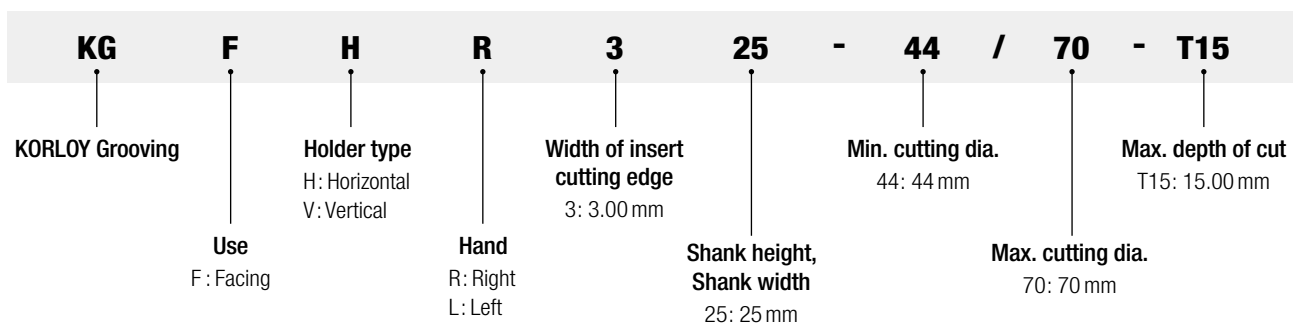 KG F H R 3 25 - 44 / 70 - T15
KORLOY Grooving
Use
F : Facing
Holder type
H : Horizontal
V : Vertical
Hand
R : Right
L : Left
Width of insert
cutting edge
3 : 3.00 mm
Shank height,
Shank width
25 : 25 mm
Min. cutting dia.
44 : 44 mm
Max. cutting dia.
70 : 70 mm
Max. depth of cut
T15 : 15.00 mm